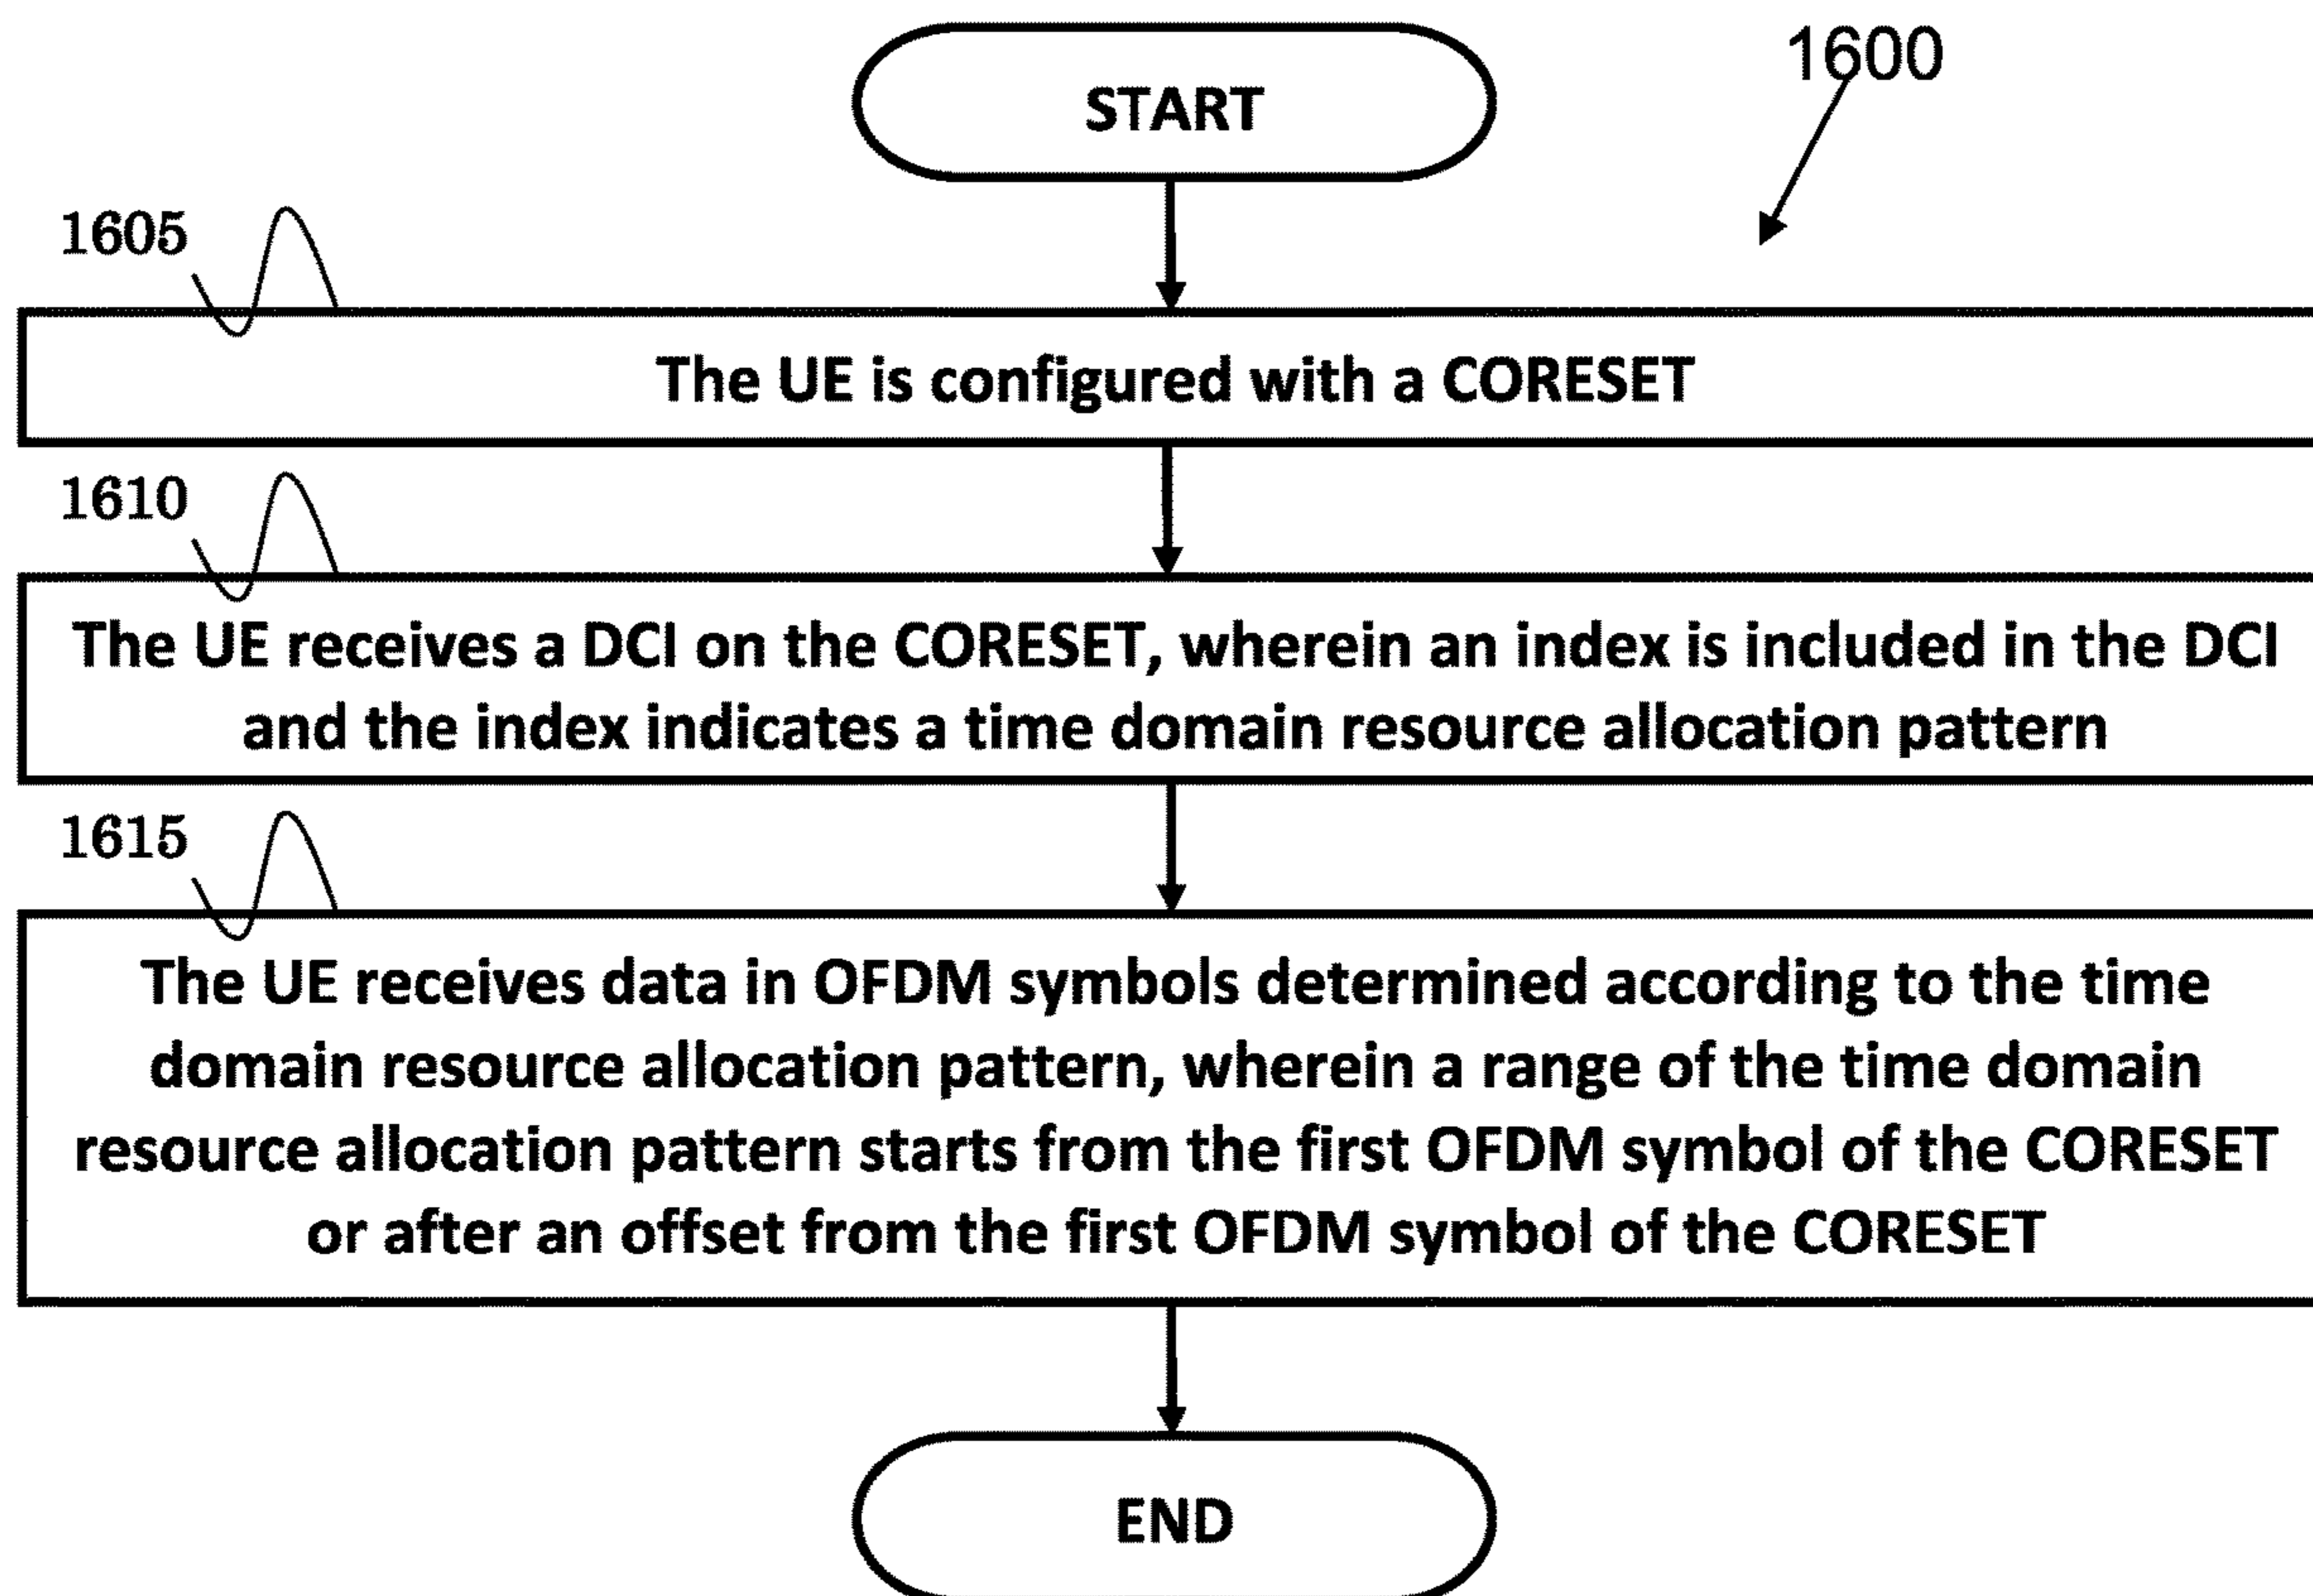 START
1600
1605
The UE is configured with a CORESET
1610
The UE receives a DCI on the CORESET, wherein an index is included in the DCI
and the index indicates a time domain resource allocation pattern
1615
The UE receives data in OFDM symbols determined according to the time
domain resource allocation pattern, wherein a range of the time domain
resource allocation pattern starts from the first OFDM symbol of the CORESET
or after an offset from the first OFDM symbol of the CORESET
END